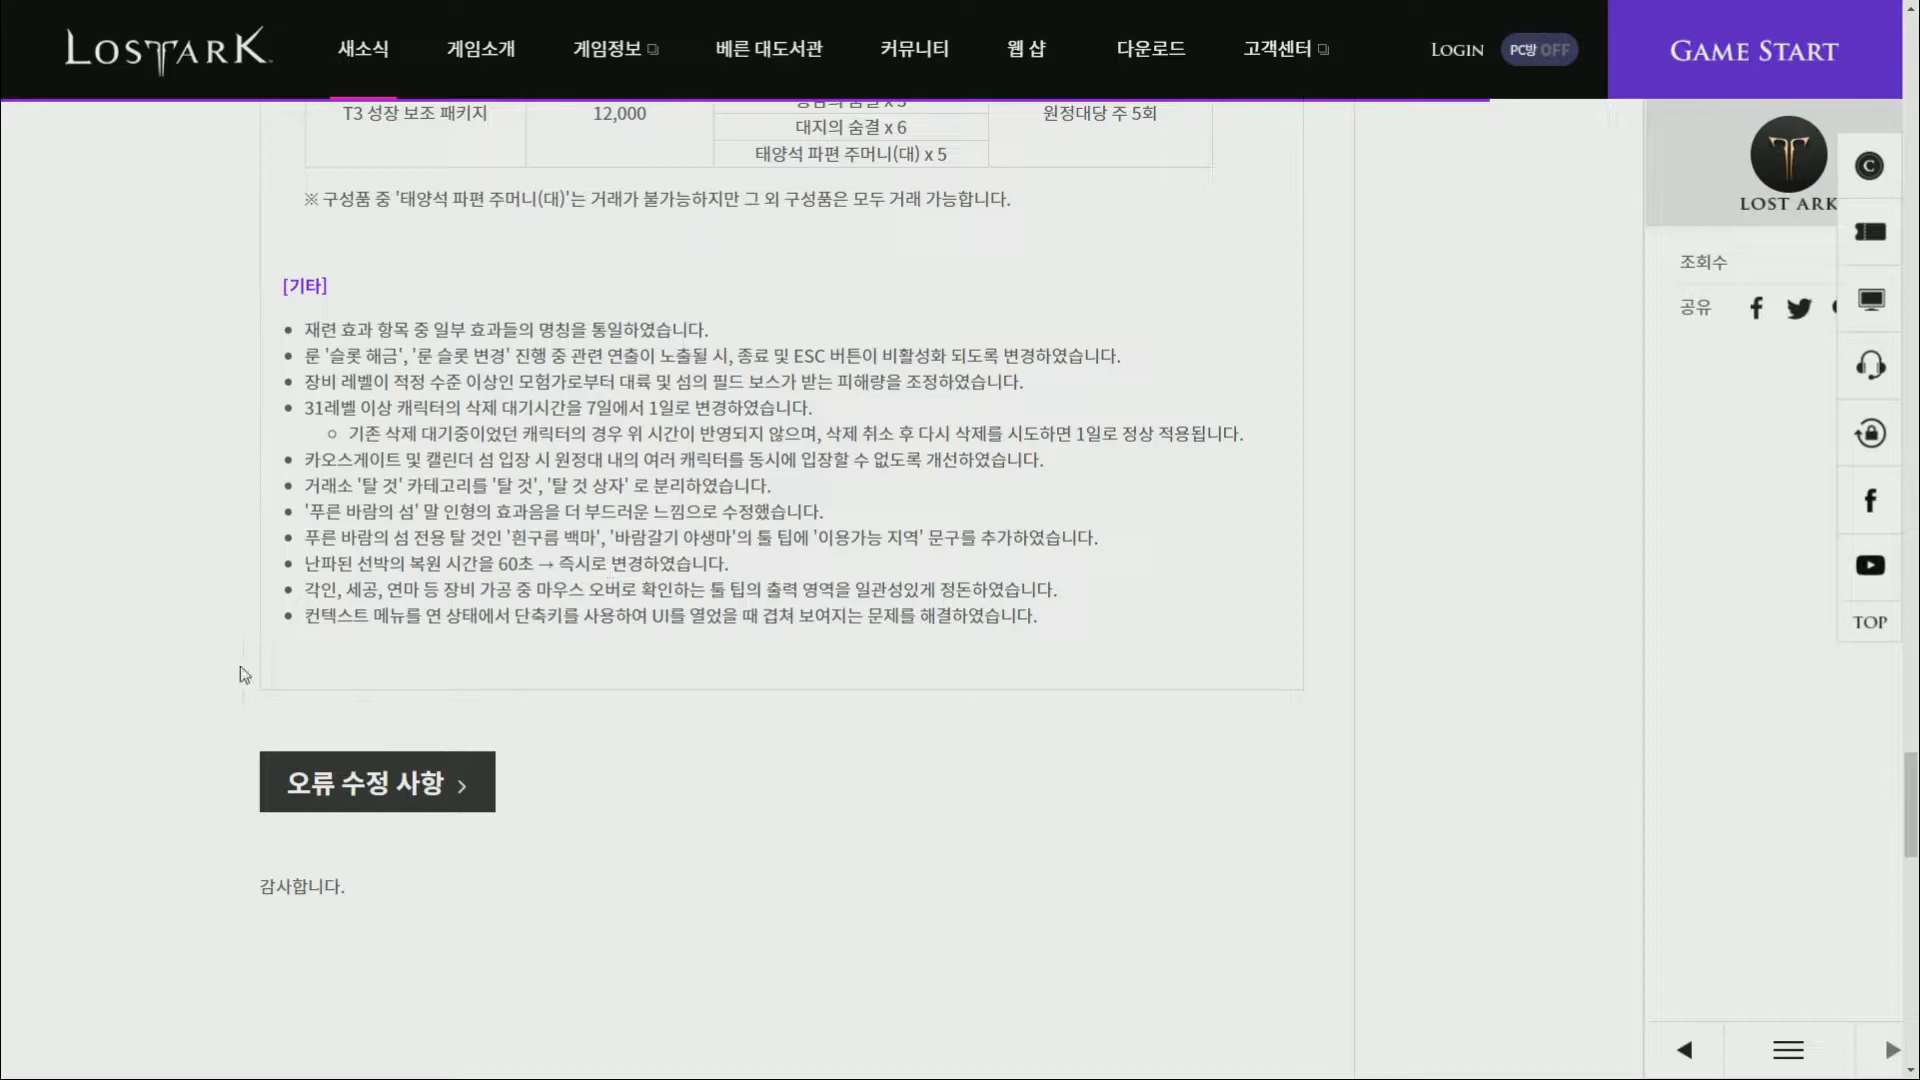 LOST ARK
새소식 게임소개 게임정보 베른 대도서관 커뮤니티 웹 샵 다운로드 고객센터 LOGIN PC방 OFF GAME START
T3 성장 보조 패키지 12,000 원정대당 주 5회
대지의 숨결 x 6
태양석 파편 주머니(대) x 5
※ 구성품 중 '태양석 파편 주머니(대)'는 거래가 불가능하지만 그 외 구성품은 모두 거래 가능합니다.
[기타]
재련 효과 항목 중 일부 효과들의 명칭을 통일하였습니다.
룬 '슬롯 해금', '룬 슬롯 변경' 진행 중 관련 연출이 노출될 시, 종료 및 ESC 버튼이 비활성화 되도록 변경하였습니다.
장비 레벨이 적정 수준 이상인 모험가로부터 대륙 및 섬의 필드 보스가 받는 피해량을 조정하였습니다.
31레벨 이상 캐릭터의 삭제 대기시간을 7일에서 1일로 변경하였습니다.
기존 삭제 대기중이었던 캐릭터의 경우 위 시간이 반영되지 않으며, 삭제 취소 후 다시 삭제를 시도하면 1일로 정상 적용됩니다.
카오스게이트 및 캘린더 섬 입장 시 원정대 내의 여러 캐릭터를 동시에 입장할 수 없도록 개선하였습니다.
거래소 '탈 것' 카테고리를 '탈 것', '탈 것 상자' 로 분리하였습니다.
'푸른 바람의 섬' 말 인형의 효과음을 더 부드러운 느낌으로 수정했습니다.
푸른 바람의 섬 전용 탈 것인 '흰구름 백마', '바람갈기 야생마'의 툴 팁에 '이용가능 지역' 문구를 추가하였습니다.
난파된 선박의 복원 시간을 60초 → 즉시로 변경하였습니다.
각인, 세공, 연마 등 장비 가공 중 마우스 오버로 확인하는 툴 팁의 출력 영역을 일관성있게 정돈하였습니다.
컨텍스트 메뉴를 연 상태에서 단축키를 사용하여 UI를 열었을 때 겹쳐 보여지는 문제를 해결하였습니다.
오류 수정 사항 >
감사합니다.
LOST ARK
조회수
공유
TOP